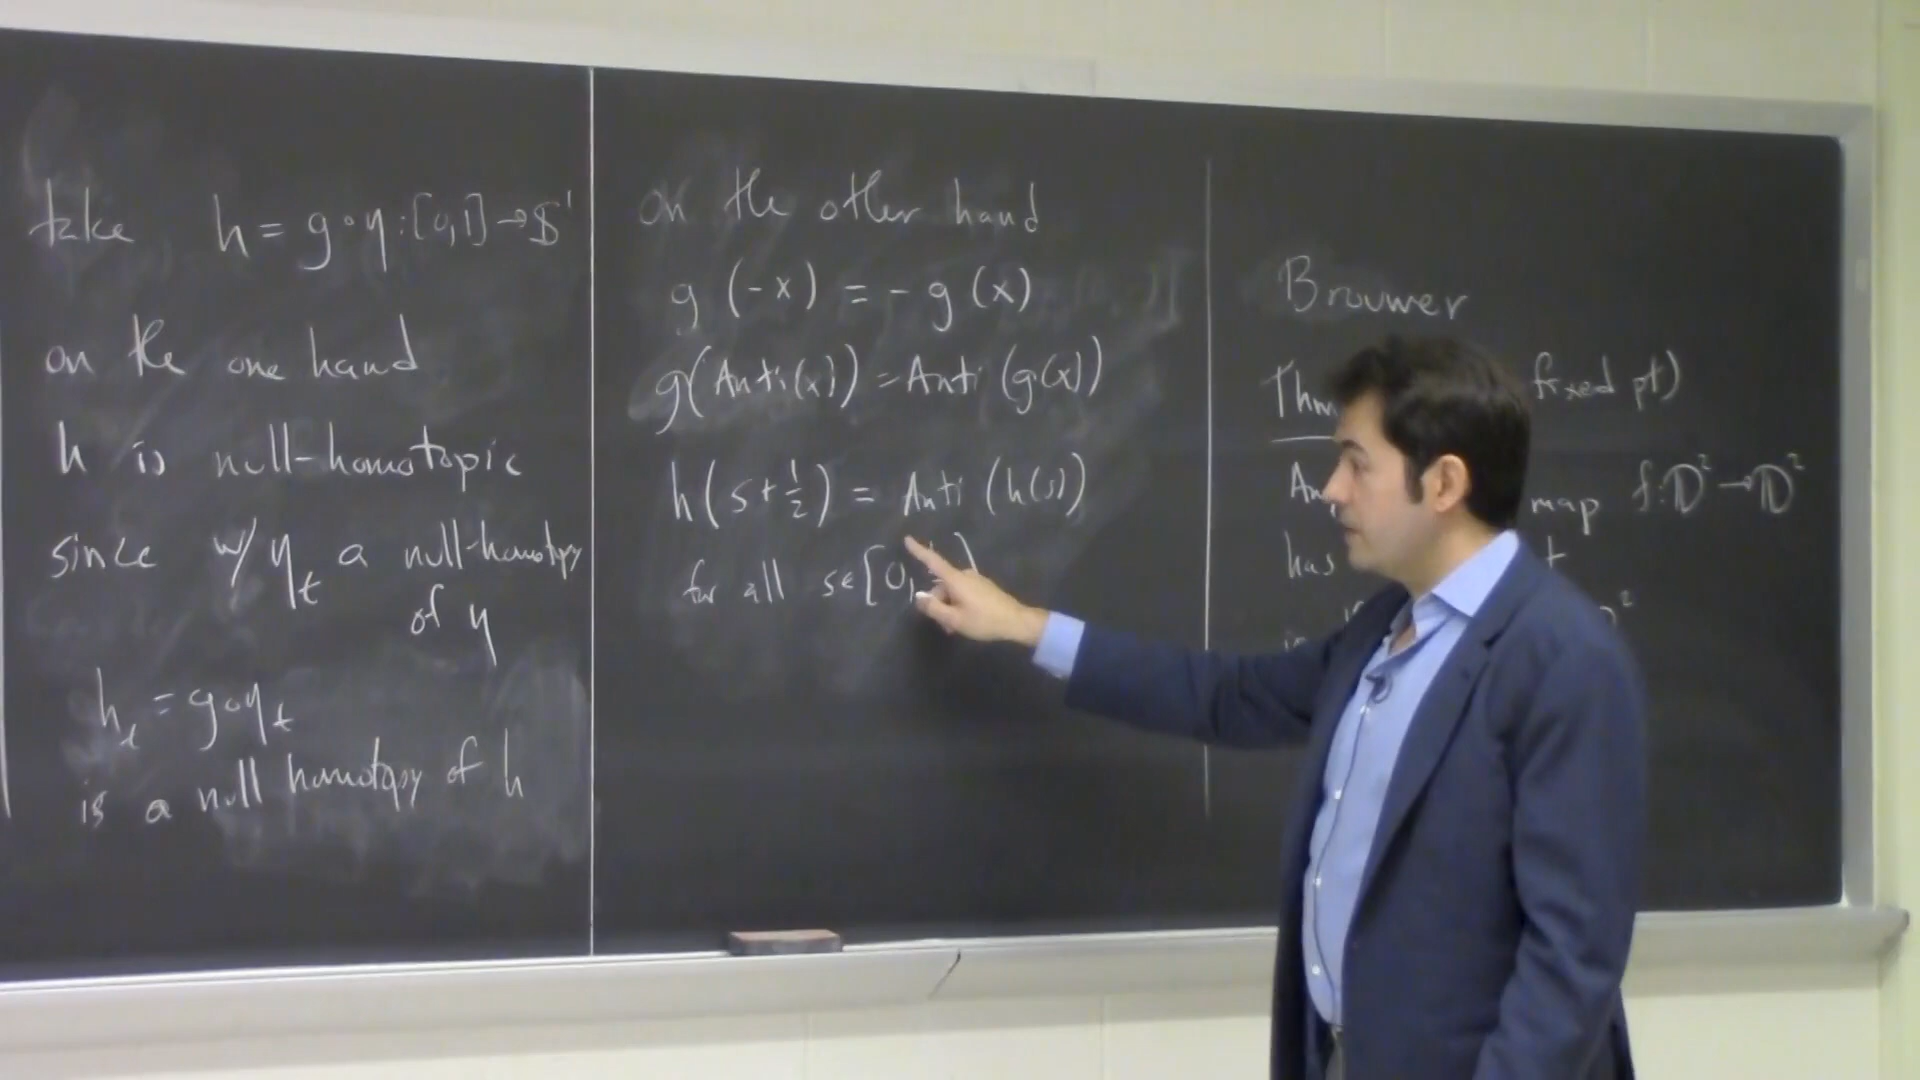 take h = g∘η : [0,1] → 𝕊¹
on the one hand
h is null-homotopic
since w/ η_t a null-homotopy
of η
h_t = g∘η_t
is a null homotopy of h
on the other hand
g (-x) = - g (x)
g(Anti(x)) = Anti (g(x))
h(s+½) = Anti (h(s))
for all s∈[0,
Brouwer
Thm fixed pt)
map f: 𝔻² → 𝔻²
has